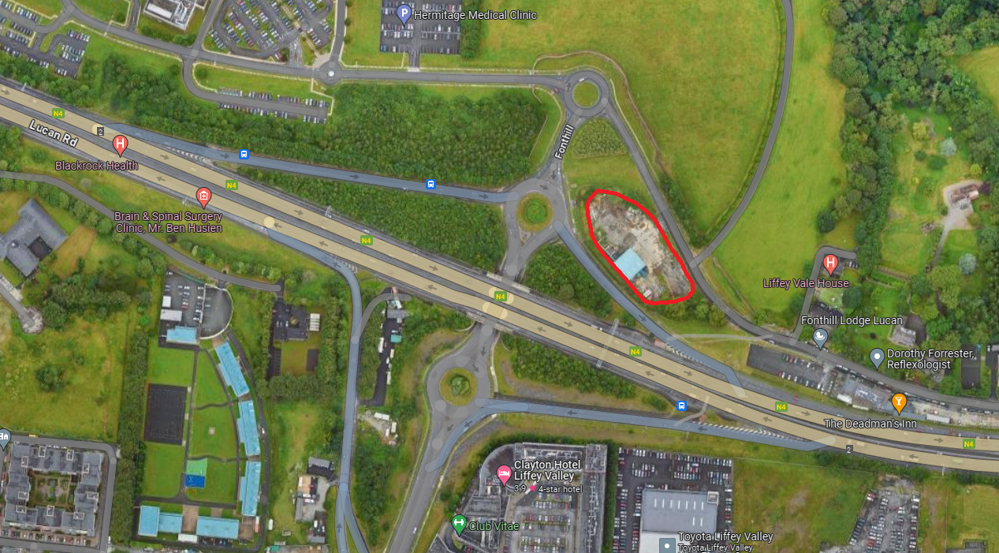 P
Hermitage Medical Clinic
N4
2
Lucan Rd
H
Blackrock Health
N4
Fonthill
Brain & Spinal Surgery
Clinic, Mr. Ben Husien
N4
H
Liffey Vale House
N4
Fonthill Lodge Lucan
N4
Dorothy Forrester,
Reflexologist
N4
The Deadman's Inn
N4
2
Clayton Hotel
Liffey Valley
3.9 ★ 4-star hotel
Club Vitae
Toyota Liffey Valley
Toyota Liffey Valley